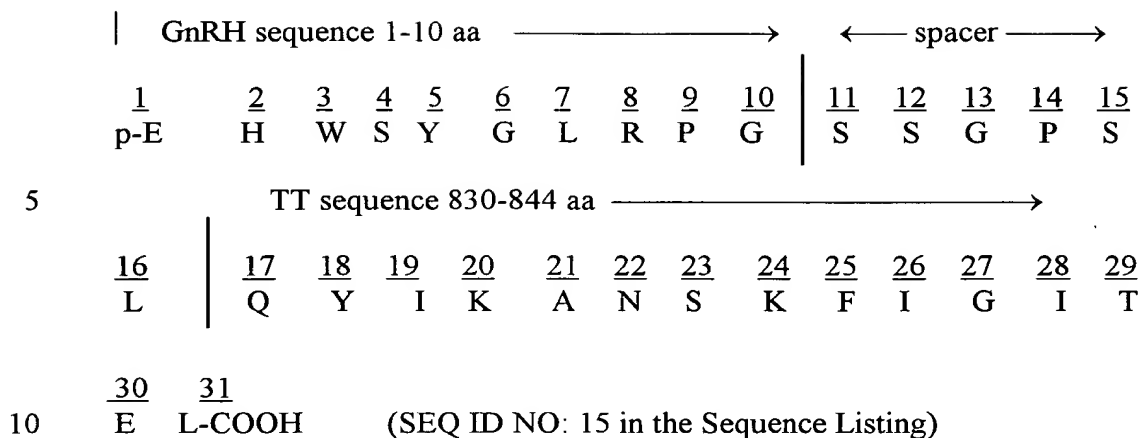 | GnRH sequence 1-10 aa ⟶ ⟵ spacer ⟶
1 2 3 4 5 6 7 8 9 10 11 12 13 14 15
p-E H W S Y G L R P G S S G P S
5 TT sequence 830-844 aa ⟶
16 17 18 19 20 21 22 23 24 25 26 27 28 29
L Q Y I K A N S K F I G I T
30 31
10 E L-COOH (SEQ ID NO: 15 in the Sequence Listing)